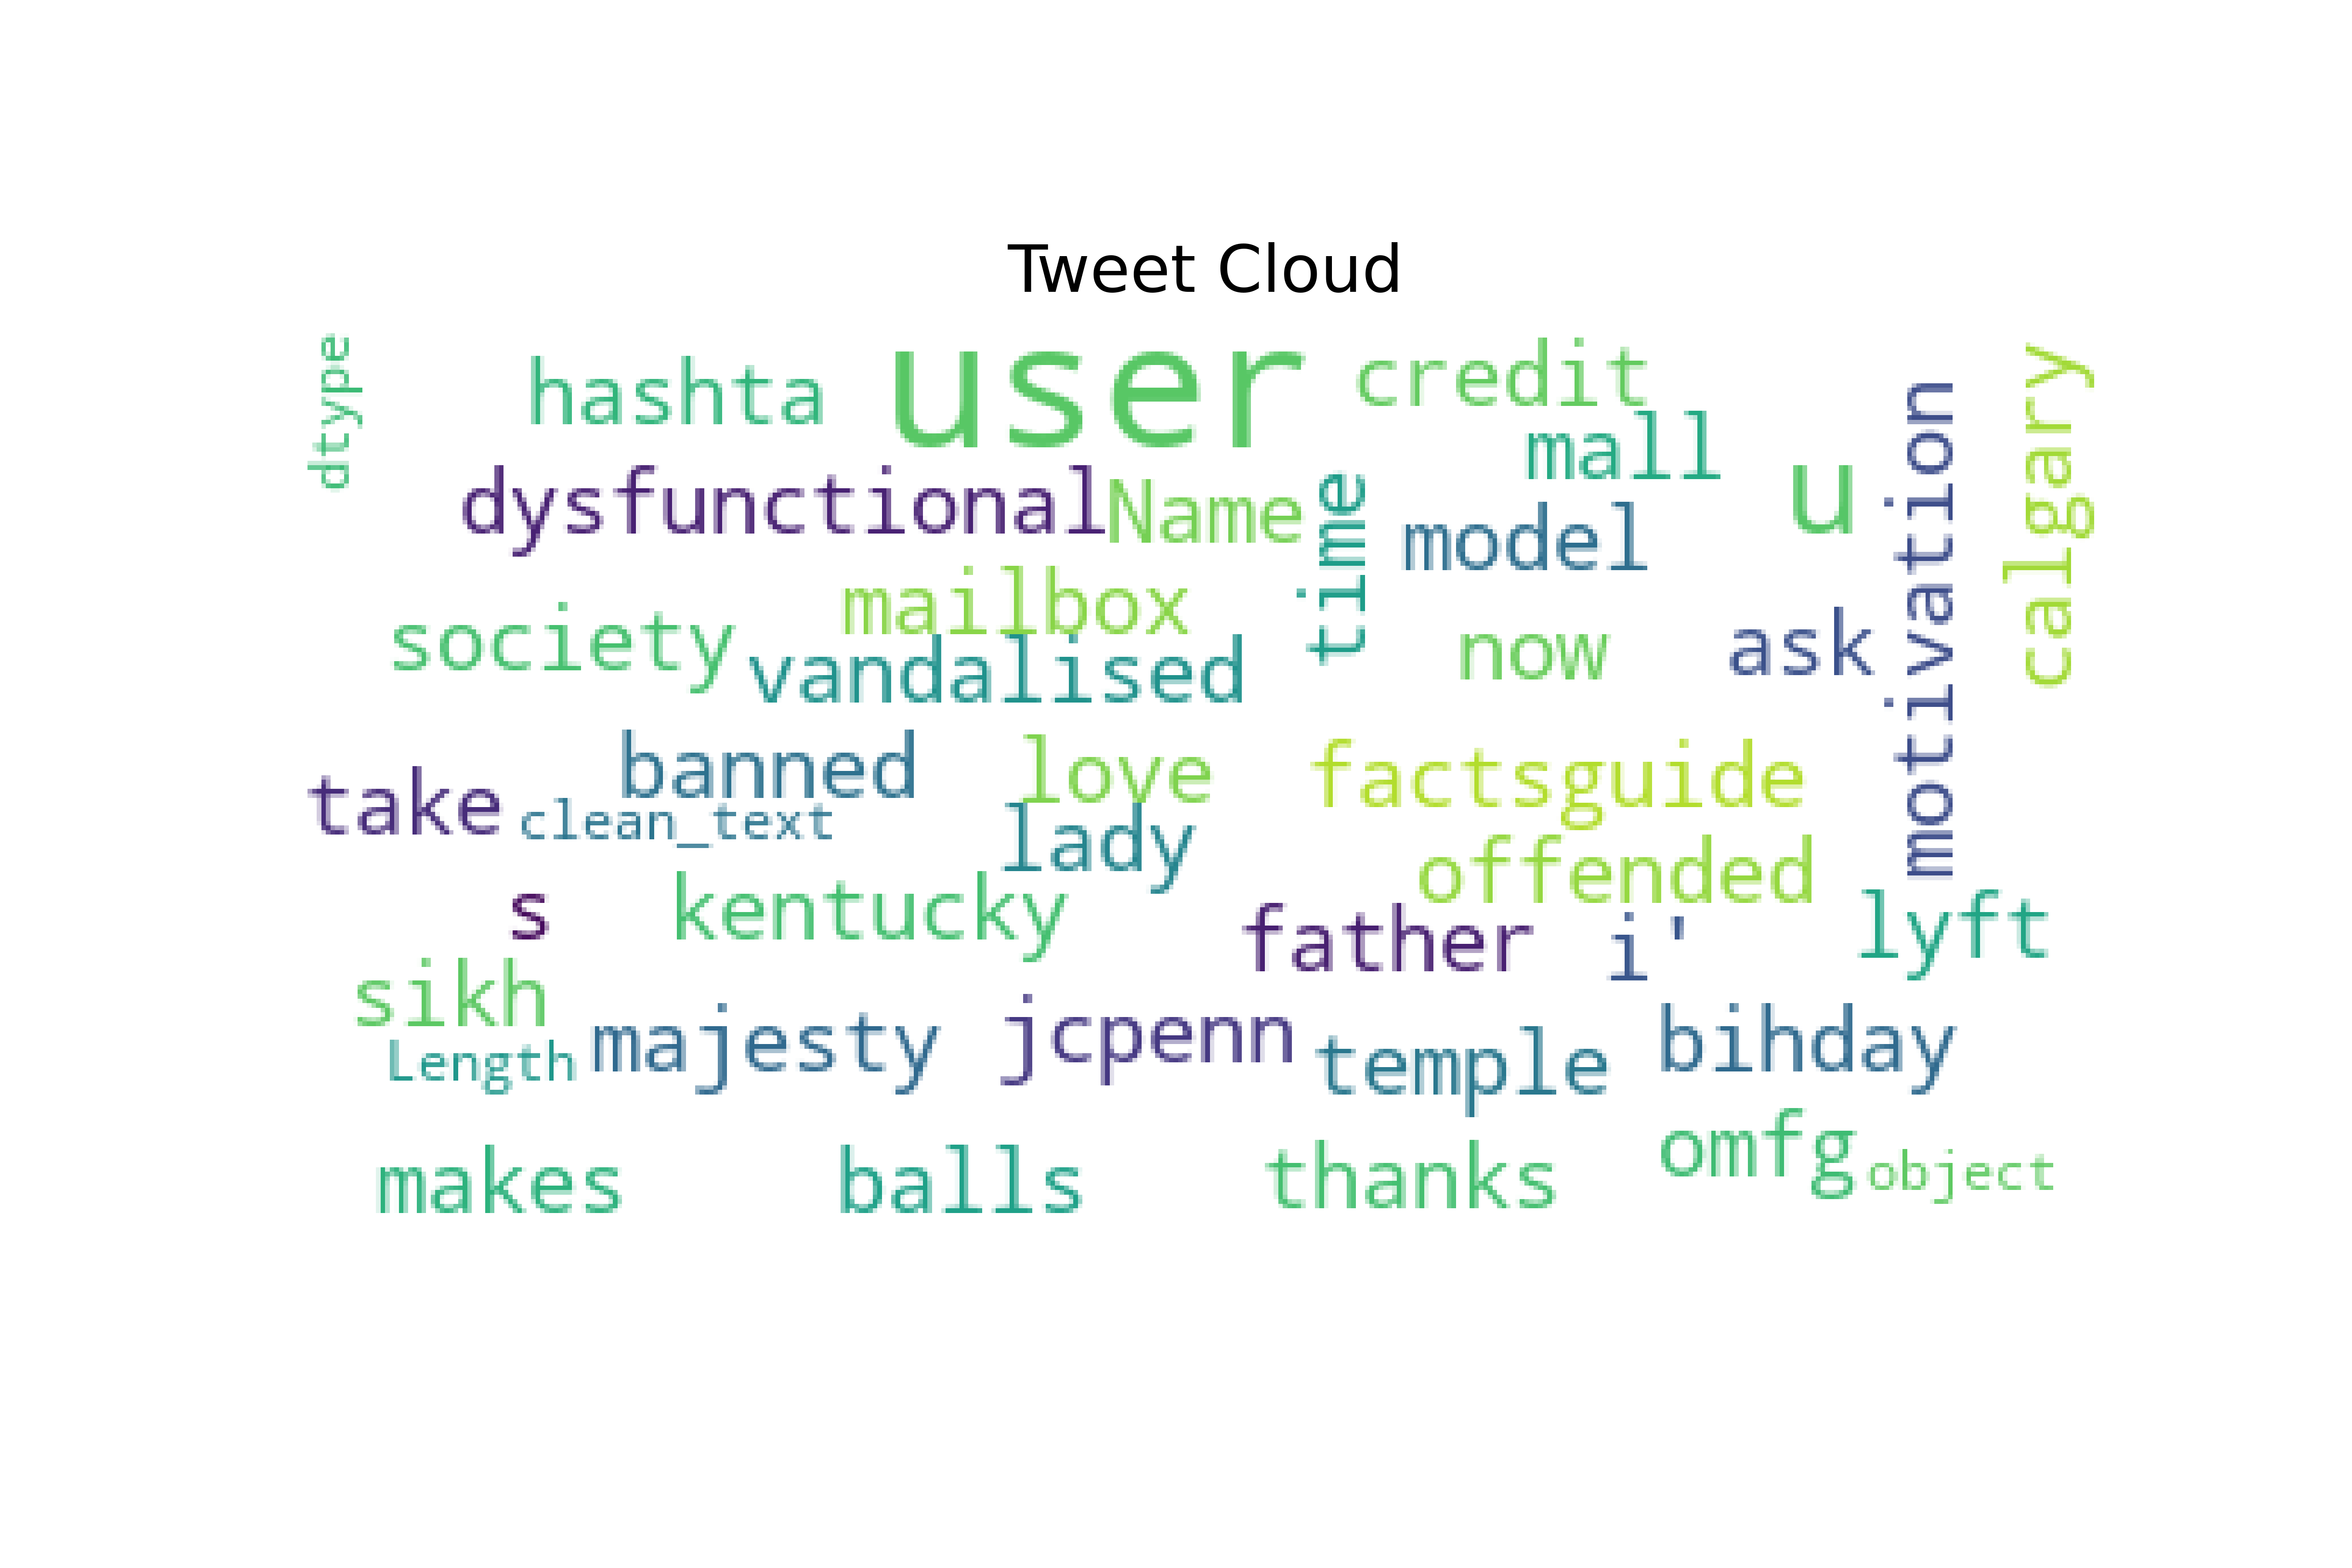 Tweet Cloud
dtype
hashta
user
credit
mall
u
motivation
calgary
dysfunctional
Name
time
model
mailbox
society
vandalised
now
ask
banned
love
factsguide
take
clean_text
lady
offended
s
kentucky
father
i'
lyft
sikh
Length
majesty
jcpenn
temple
bihday
makes
balls
thanks
omfg
object